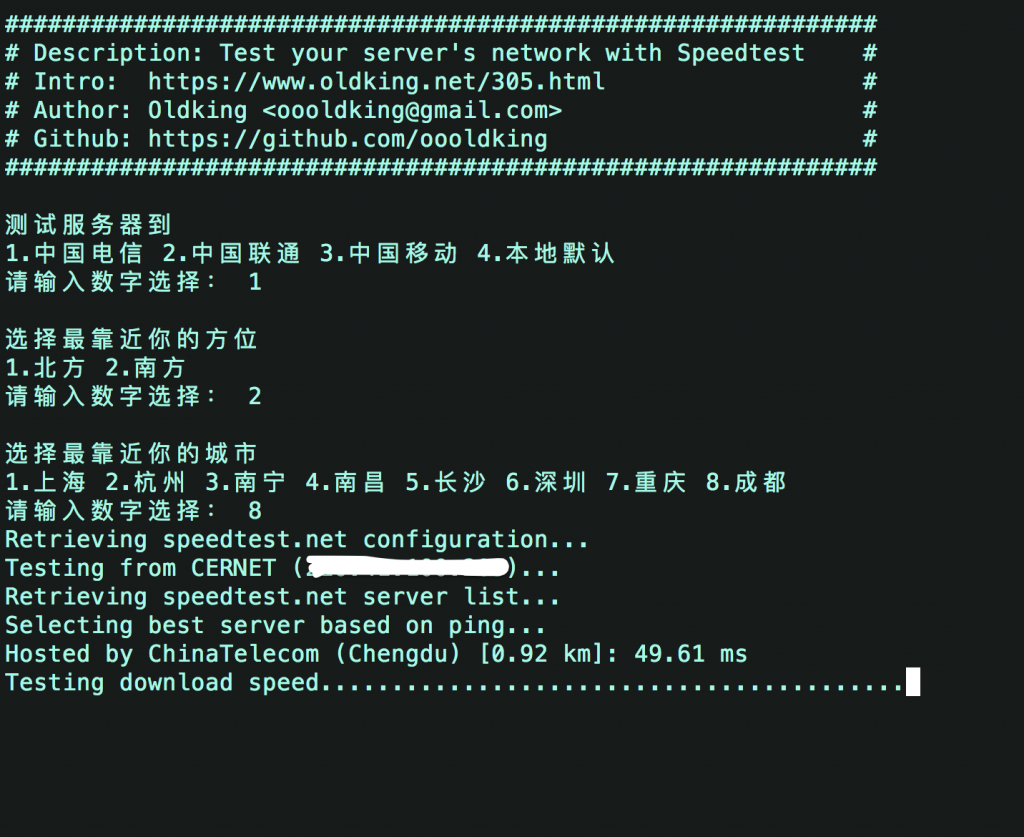 #############################################################
# Description: Test your server's network with Speedtest    #
# Intro:  https://www.oldking.net/305.html                  #
# Author: Oldking <oooldking@gmail.com>                     #
# Github: https://github.com/oooldking                      #
#############################################################
测试服务器到
1.中国电信 2.中国联通 3.中国移动 4.本地默认
请输入数字选择： 1
选择最靠近你的方位
1.北方 2.南方
请输入数字选择： 2
选择最靠近你的城市
1.上海 2.杭州 3.南宁 4.南昌 5.长沙 6.深圳 7.重庆 8.成都
请输入数字选择： 8
Retrieving speedtest.net configuration...
Testing from CERNET ()...
Retrieving speedtest.net server list...
Selecting best server based on ping...
Hosted by ChinaTelecom (Chengdu) [0.92 km]: 49.61 ms
Testing download speed.........................................